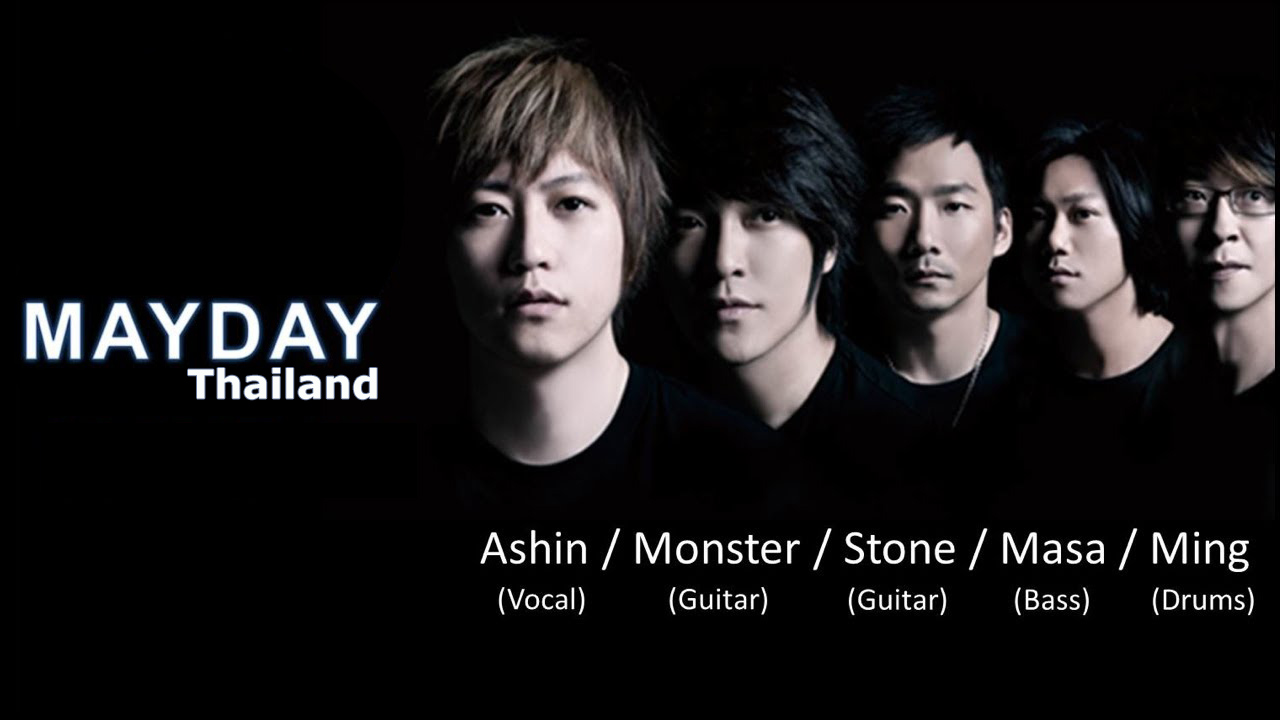 MAYDAY
Thailand
Ashin / Monster / Stone / Masa / Ming
(Vocal) (Guitar) (Guitar) (Bass) (Drums)